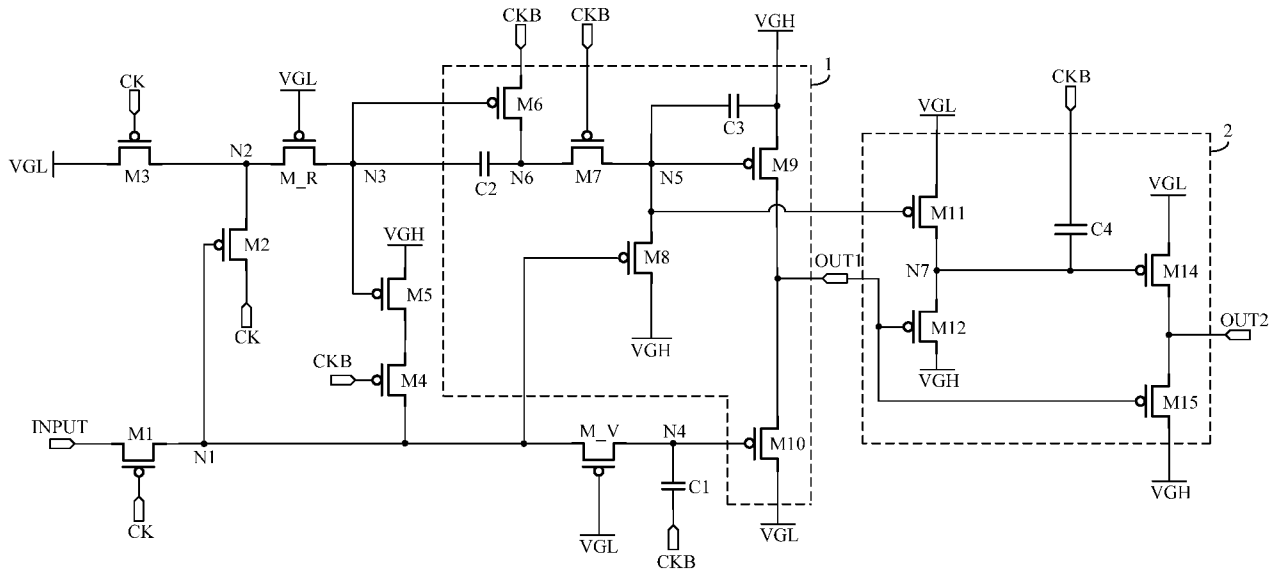 CKB
CKB
VGH
1
CK
VGL
M6
C3
CKB
VGL
2
VGL
M3
N2
M_R
N3
C2
N6
M7
N5
M9
VGL
M2
VGH
M8
OUT1
M11
C4
N7
M14
M5
CK
CKB
M4
VGH
M12
VGH
OUT2
M15
INPUT
M1
N1
M_V
N4
M10
C1
CK
VGL
CKB
VGL
VGH